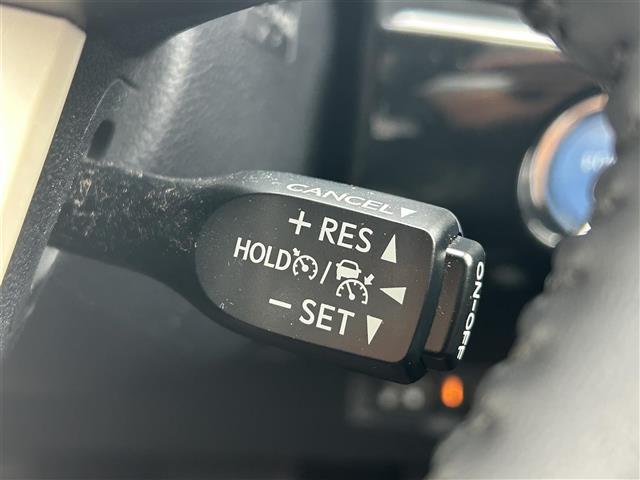 CANCEL▼
+ RES ▲
HOLD / ◀
− SET ▼
ON-OFF